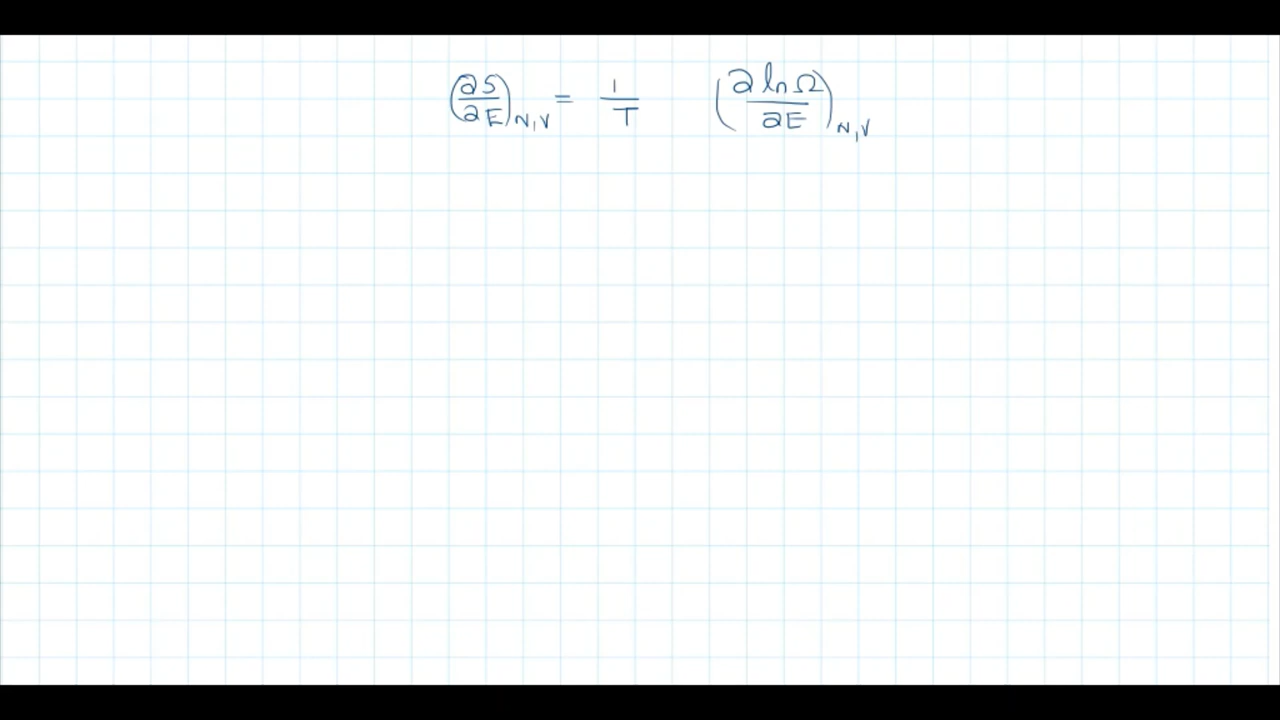 (∂S/∂E)_{N,V} = 1/T (∂ ln Ω/∂E)_{N,V}